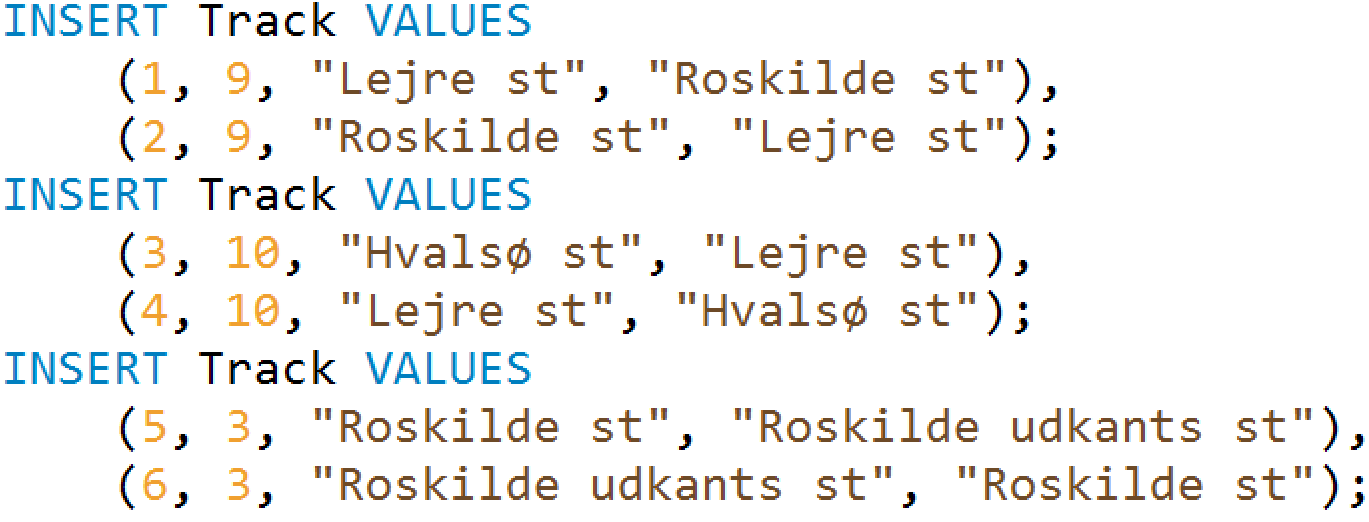 INSERT Track VALUES
(1, 9, "Lejre st", "Roskilde st"),
(2, 9, "Roskilde st", "Lejre st");
INSERT Track VALUES
(3, 10, "Hvalsø st", "Lejre st"),
(4, 10, "Lejre st", "Hvalsø st");
INSERT Track VALUES
(5, 3, "Roskilde st", "Roskilde udkants st"),
(6, 3, "Roskilde udkants st", "Roskilde st");